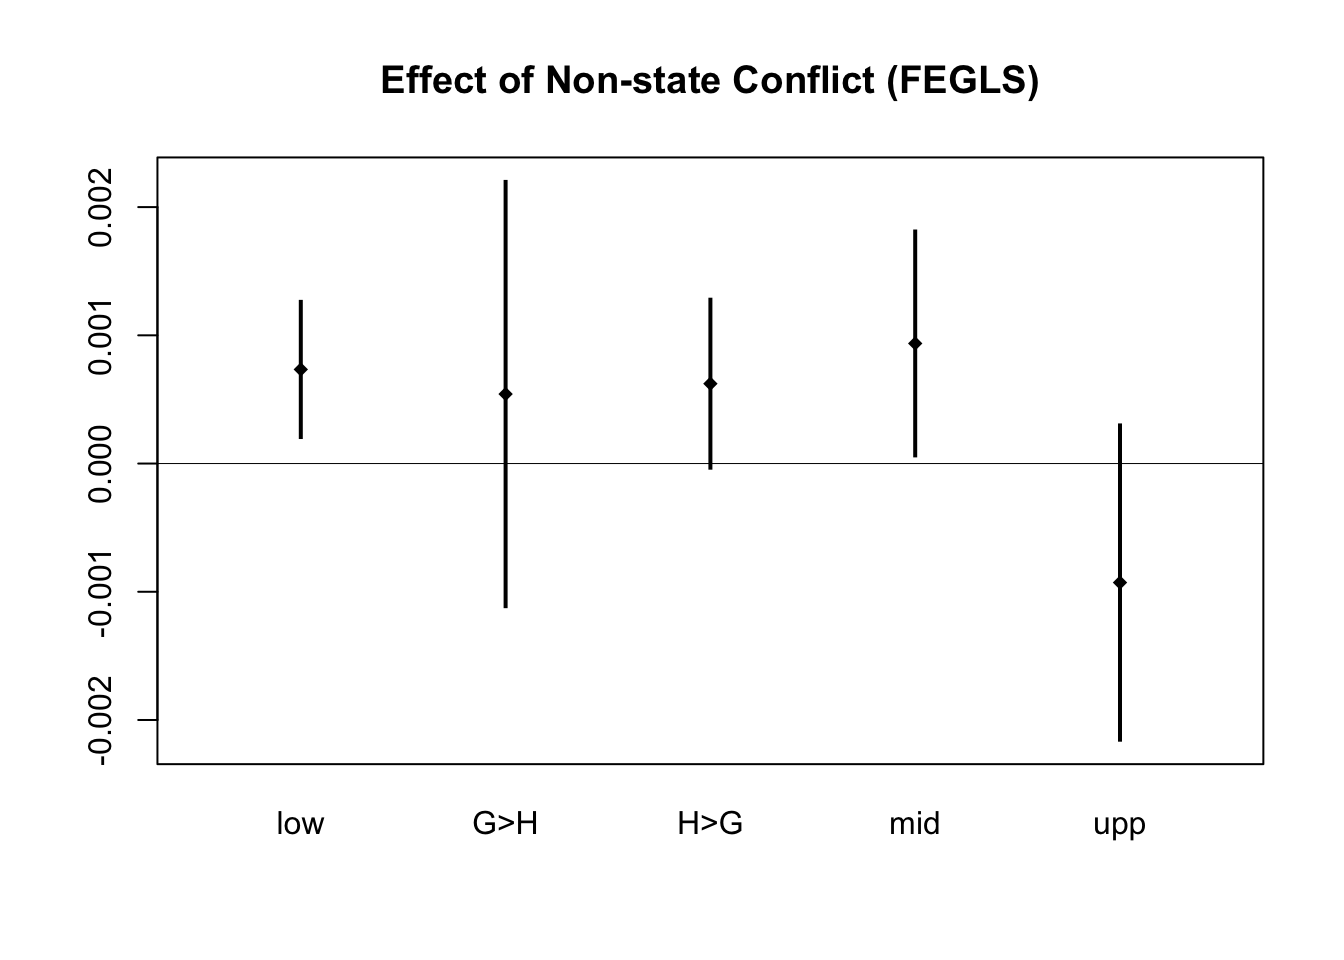 Effect of Non-state Conflict (FEGLS)
0.002
0.001
0.000
-0.001
-0.002
low G>H H>G mid upp